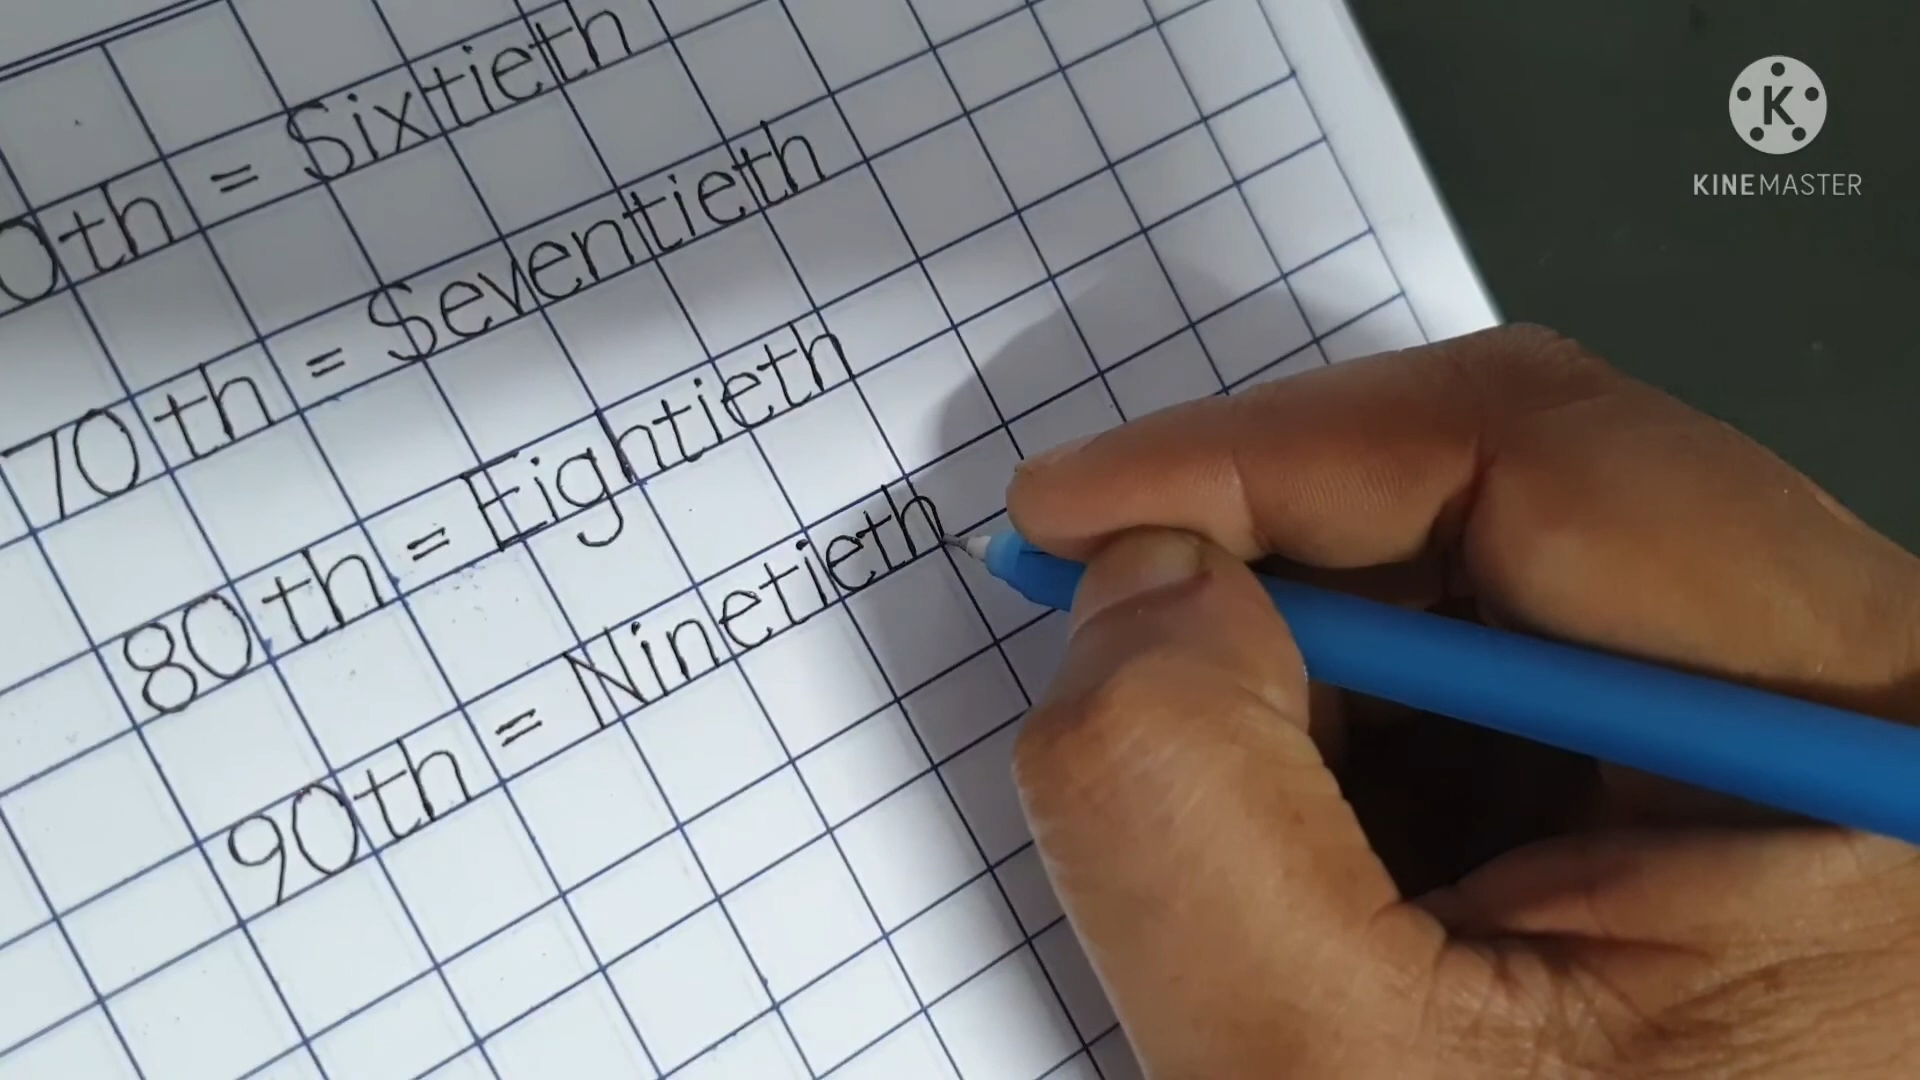 0th = Sixtieth
70th = Seventieth
80th = Eightieth
90th = Ninetieth
K
KINEMASTER